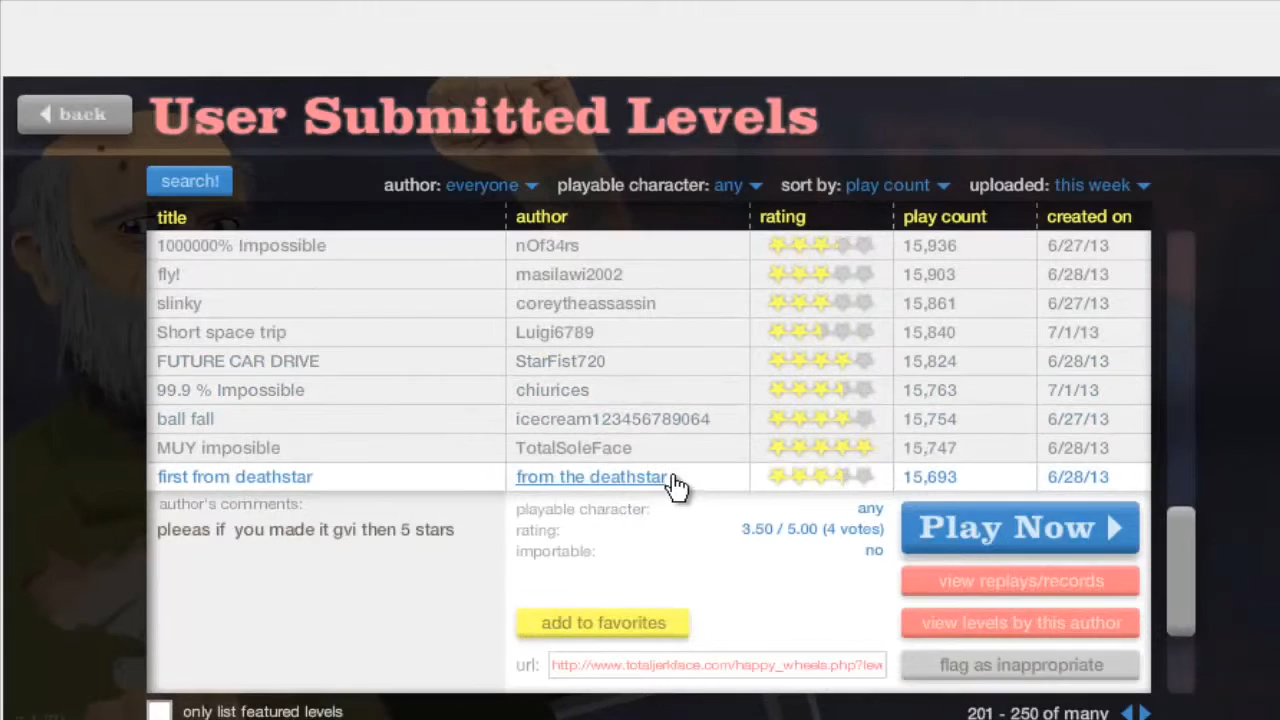 back
User Submitted Levels
search!
author: everyone playable character: any sort by: play count uploaded: this week
title author rating play count created on
1000000% Impossible nOf34rs 15,936 6/27/13
fly! masilawi2002 15,903 6/28/13
slinky coreytheassassin 15,861 6/27/13
Short space trip Luigi6789 15,840 7/1/13
FUTURE CAR DRIVE StarFist720 15,824 6/28/13
99.9 % Impossible chiurices 15,763 7/1/13
ball fall icecream123456789064 15,754 6/27/13
MUY imposible TotalSoleFace 15,747 6/28/13
first from deathstar from the deathstar 15,693 6/28/13
author's comments:
pleeas if you made it gvi then 5 stars
playable character: any
rating: 3.50 / 5.00 (4 votes)
importable: no
Play Now
view replays/records
add to favorites
view levels by this author
url: http://www.totaljerkface.com/happy_wheels.php?leve
flag as inappropriate
only list featured levels
201 - 250 of many